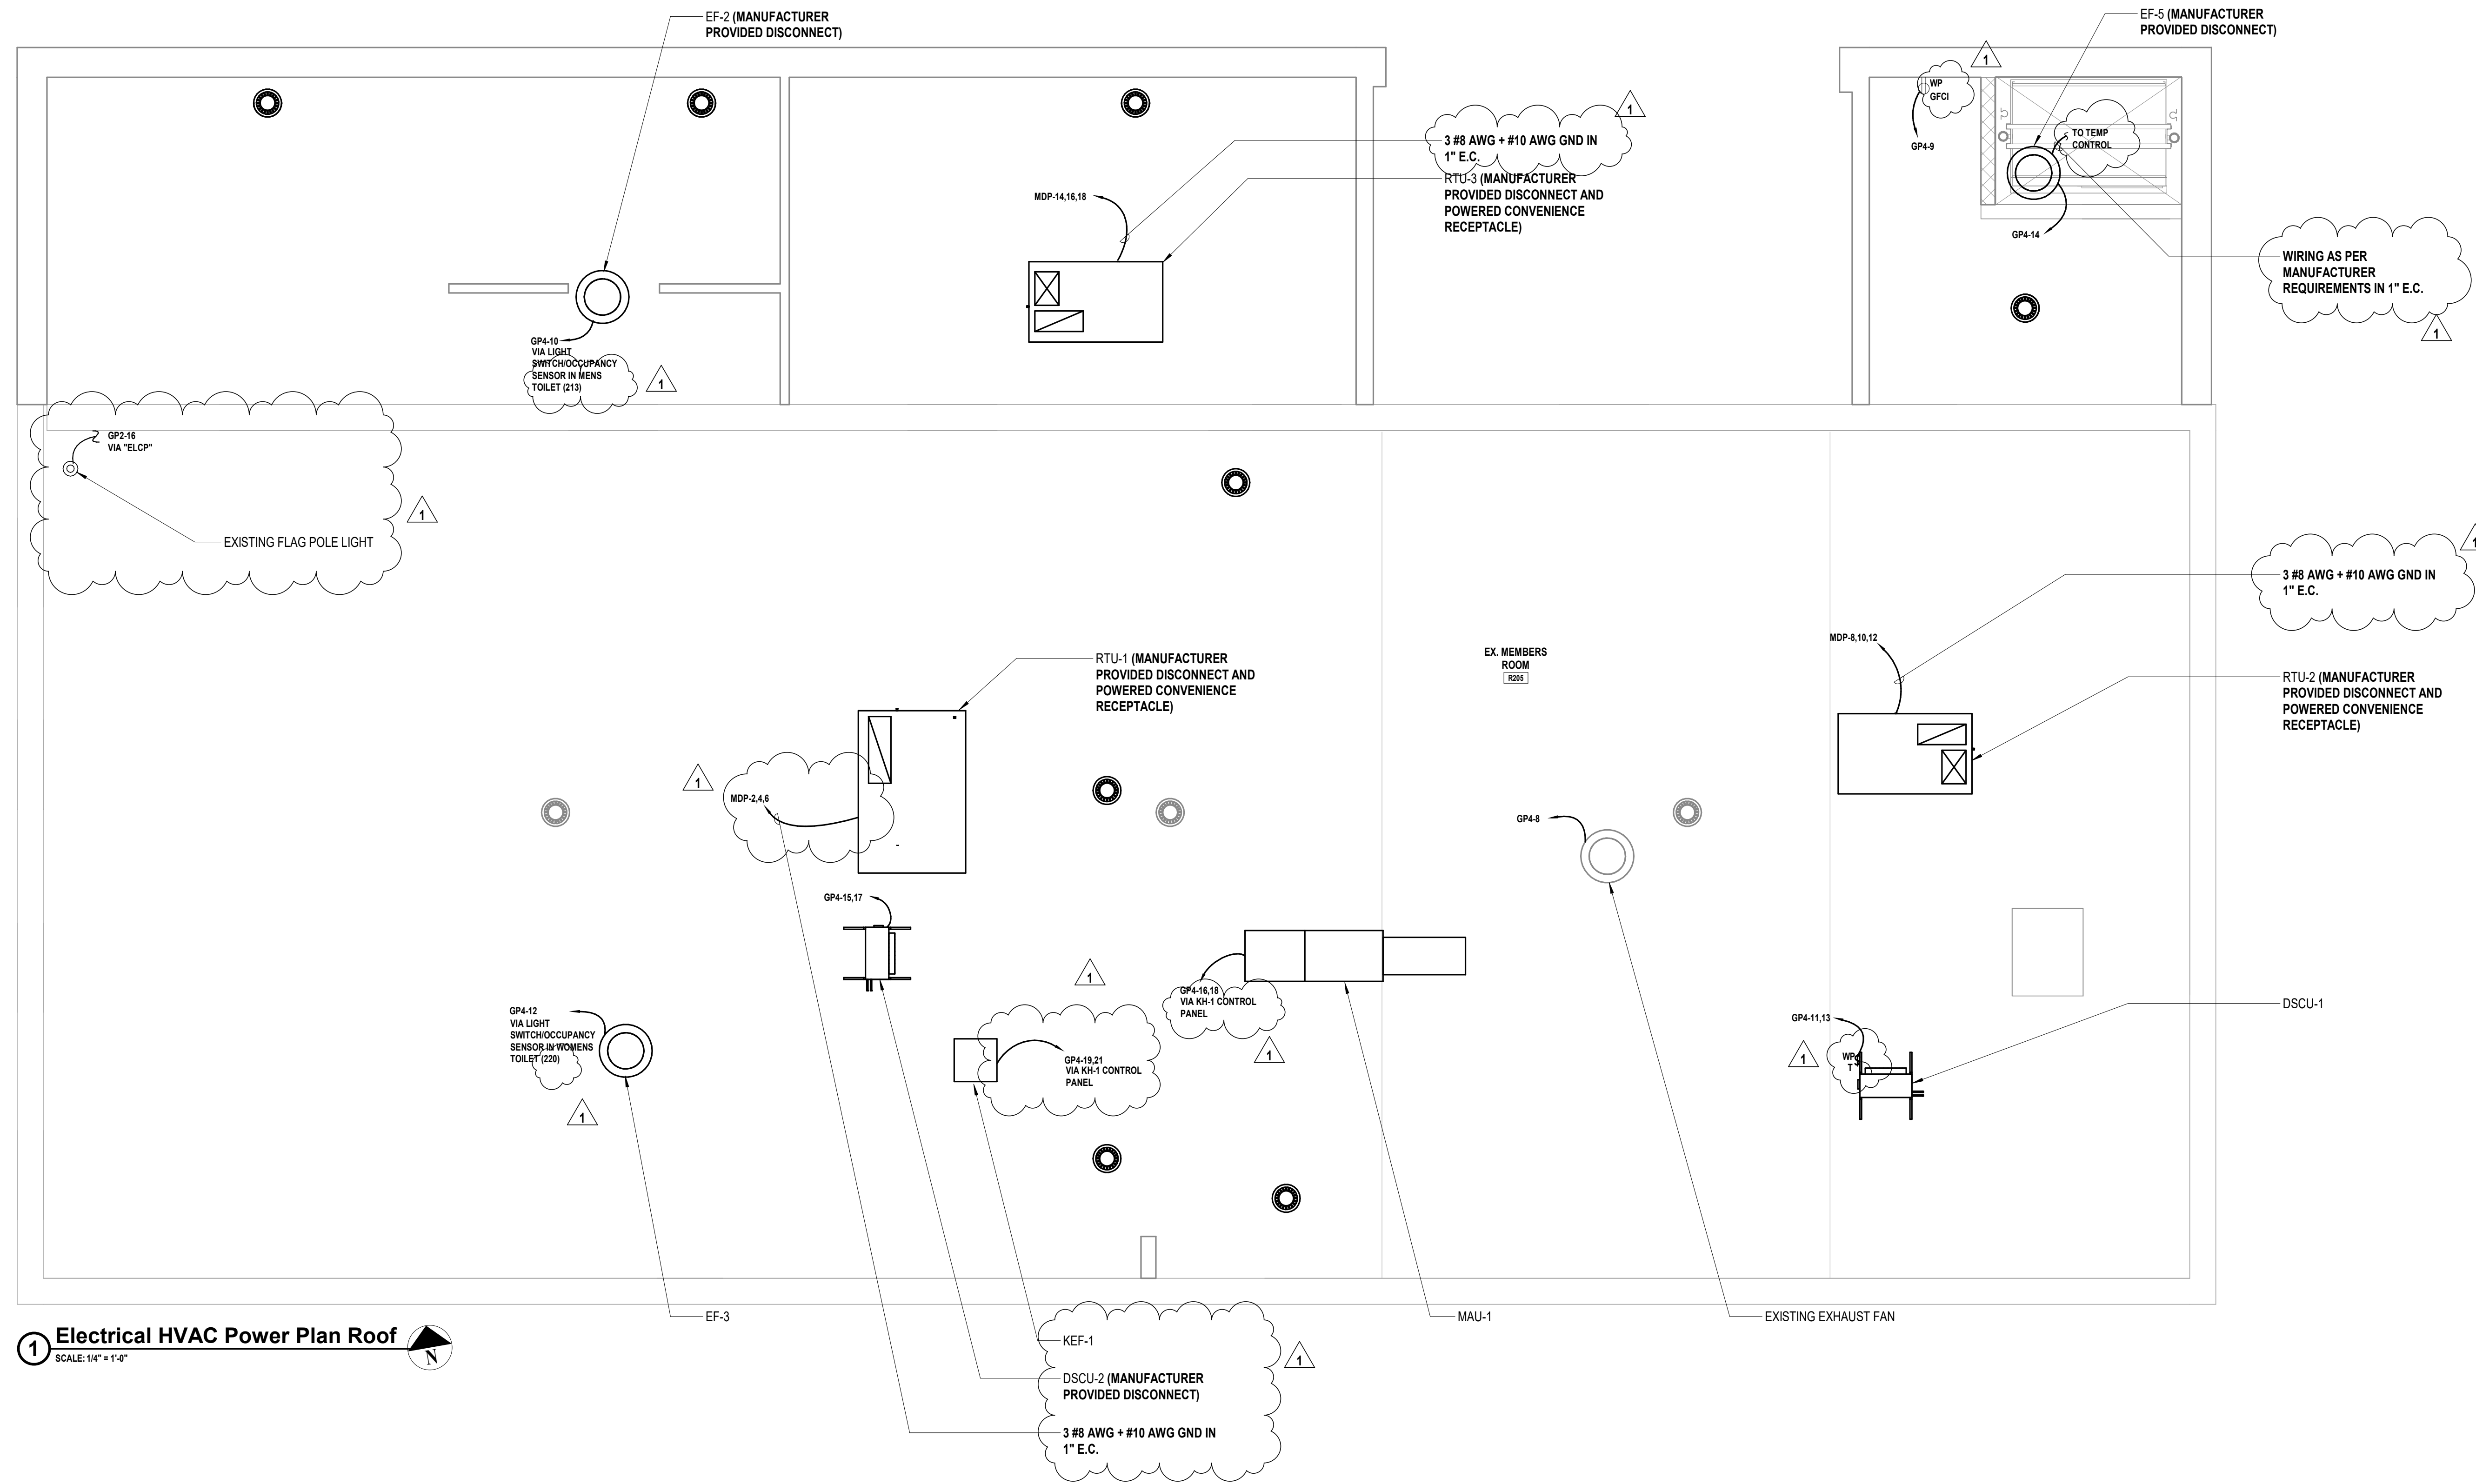 EF-2 (MANUFACTURER
PROVIDED DISCONNECT)
EF-5 (MANUFACTURER
PROVIDED DISCONNECT)
1
WP
GFCI
GP4-9
TO TEMP
CONTROL
GP4-14
1
3 #8 AWG + #10 AWG GND IN
1" E.C.
RTU-3 (MANUFACTURER
PROVIDED DISCONNECT AND
POWERED CONVENIENCE
RECEPTACLE)
MDP-14,16,18
WIRING AS PER
MANUFACTURER
REQUIREMENTS IN 1" E.C.
1
GP4-10
VIA LIGHT
SWITCH/OCCUPANCY
SENSOR IN MENS
TOILET (213)
1
GP2-16
VIA "ELCP"
EXISTING FLAG POLE LIGHT
1
1
3 #8 AWG + #10 AWG GND IN
1" E.C.
MDP-8,10,12
RTU-2 (MANUFACTURER
PROVIDED DISCONNECT AND
POWERED CONVENIENCE
RECEPTACLE)
EX. MEMBERS
ROOM
R205
RTU-1 (MANUFACTURER
PROVIDED DISCONNECT AND
POWERED CONVENIENCE
RECEPTACLE)
1
MDP-2,4,6
GP4-8
GP4-15,17
1
GP4-16,18
VIA KH-1 CONTROL
PANEL
1
GP4-12
VIA LIGHT
SWITCH/OCCUPANCY
SENSOR IN WOMENS
TOILET (220)
1
GP4-19,21
VIA KH-1 CONTROL
PANEL
GP4-11,13
1
WP
T
DSCU-1
EF-3
MAU-1
EXISTING EXHAUST FAN
KEF-1
1
DSCU-2 (MANUFACTURER
PROVIDED DISCONNECT)
3 #8 AWG + #10 AWG GND IN
1" E.C.
1
Electrical HVAC Power Plan Roof
SCALE: 1/4" = 1'-0"
N